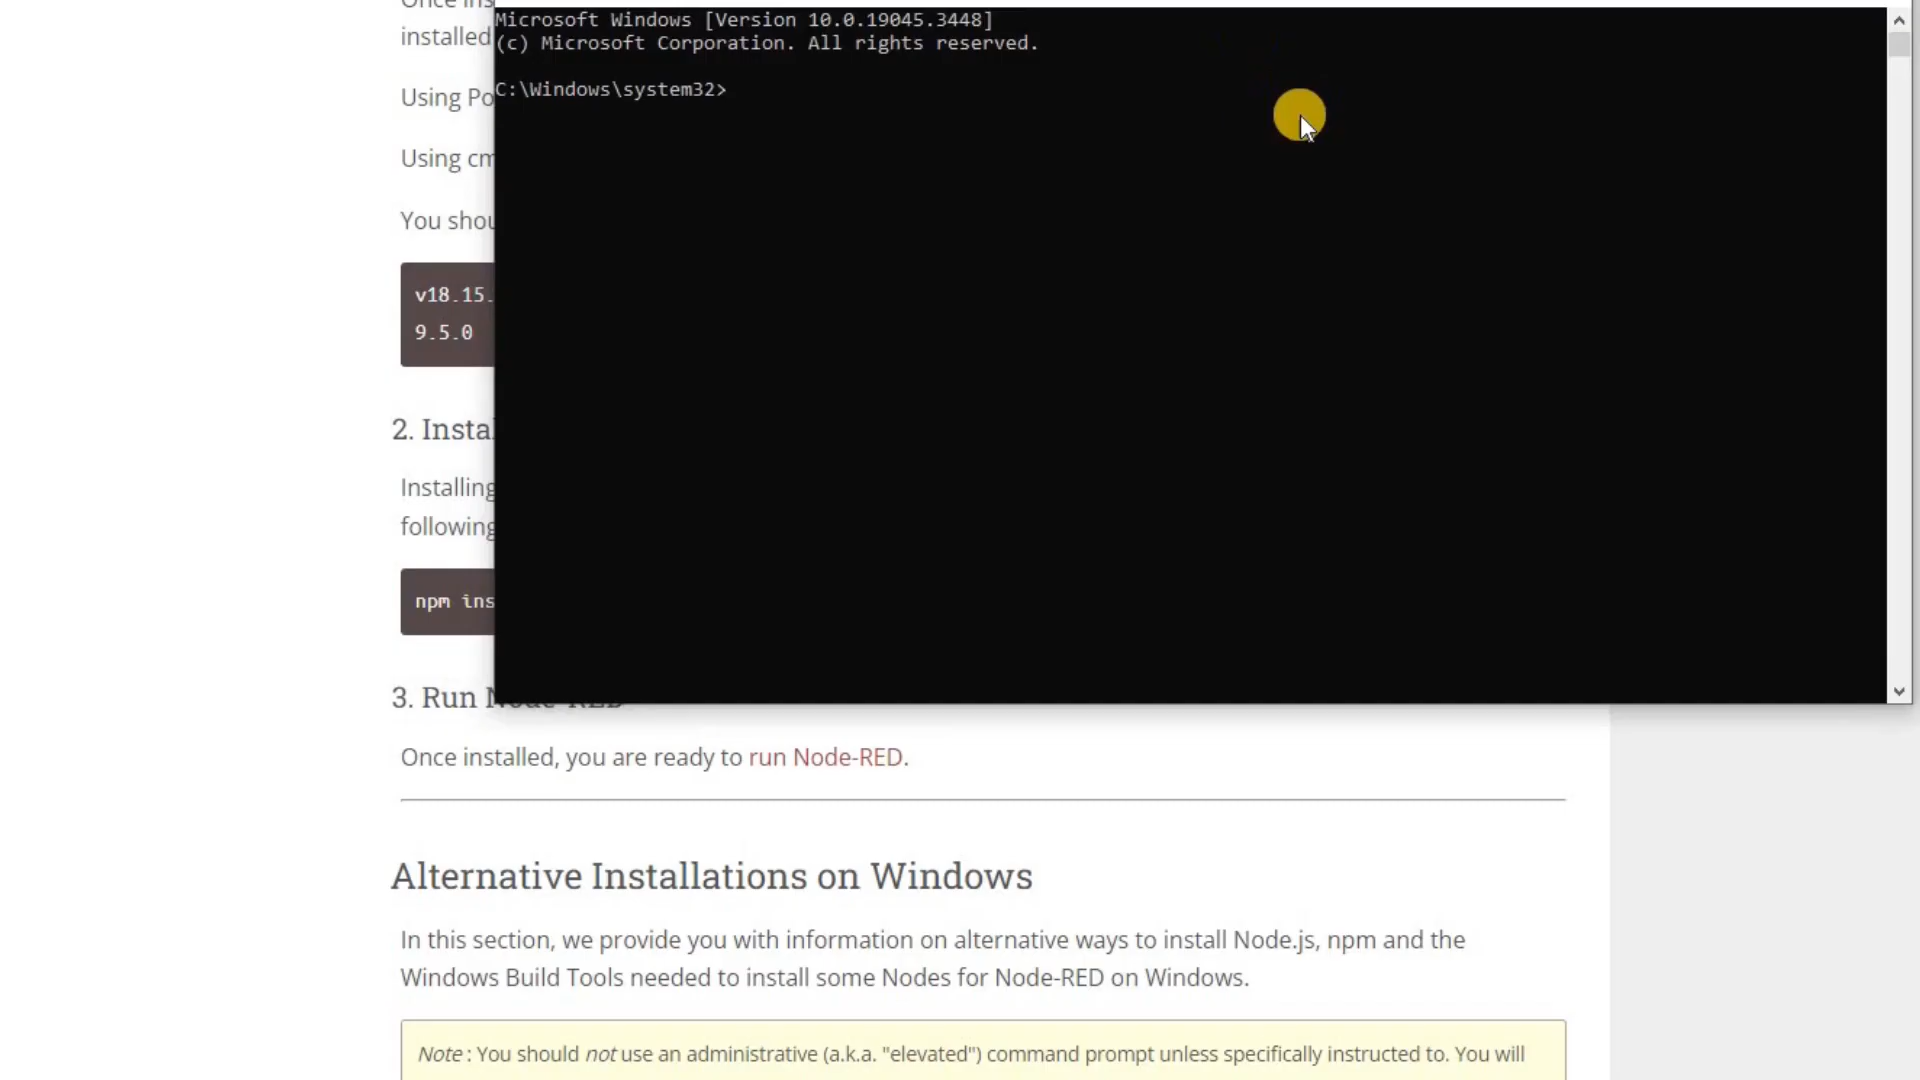 Microsoft Windows [Version 10.0.19045.3448]
(c) Microsoft Corporation. All rights reserved.
C:\Windows\system32>
installed
Using Po
Using cm
You shou
v18.15.
9.5.0
2. Instal
Installing
following
npm ins
3. Run Node-RED
Once installed, you are ready to run Node-RED.
Alternative Installations on Windows
In this section, we provide you with information on alternative ways to install Node.js, npm and the
Windows Build Tools needed to install some Nodes for Node-RED on Windows.
Note : You should not use an administrative (a.k.a. "elevated") command prompt unless specifically instructed to. You will